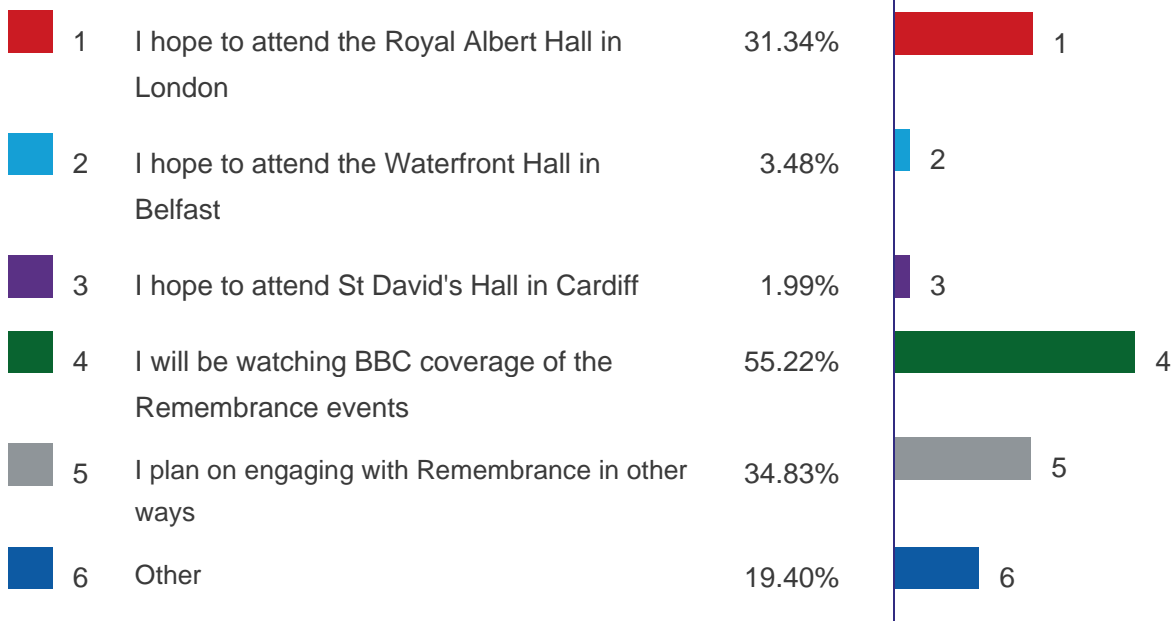 1 I hope to attend the Royal Albert Hall in 31.34% 1
London
2 I hope to attend the Waterfront Hall in 3.48% 2
Belfast
3 I hope to attend St David's Hall in Cardiff 1.99% 3
4 I will be watching BBC coverage of the 55.22% 4
Remembrance events
5 I plan on engaging with Remembrance in other 34.83% 5
ways
6 Other 19.40% 6